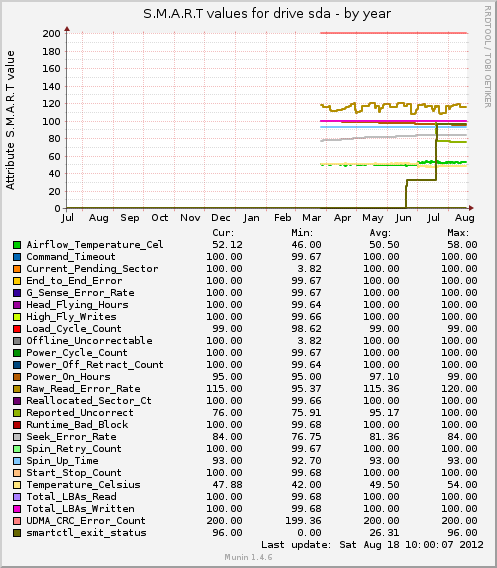 S.M.A.R.T values for drive sda - by year
RRDTOOL / TOBI OETIKER
Attribute S.M.A.R.T value
200
180
160
140
120
100
80
60
40
20
0
Jul Aug Sep Oct Nov Dec Jan Feb Mar Apr May Jun Jul Aug
Cur: Min: Avg: Max:
Airflow_Temperature_Cel 52.12 46.00 50.50 58.00
Command_Timeout 100.00 99.67 100.00 100.00
Current_Pending_Sector 100.00 3.82 100.00 100.00
End_to_End_Error 100.00 99.67 100.00 100.00
G_Sense_Error_Rate 100.00 99.67 100.00 100.00
Head_Flying_Hours 100.00 99.64 100.00 100.00
High_Fly_Writes 100.00 99.66 100.00 100.00
Load_Cycle_Count 99.00 98.62 99.00 99.00
Offline_Uncorrectable 100.00 3.82 100.00 100.00
Power_Cycle_Count 100.00 99.67 100.00 100.00
Power_Off_Retract_Count 100.00 99.64 100.00 100.00
Power_On_Hours 95.00 95.00 97.10 99.00
Raw_Read_Error_Rate 115.00 95.37 115.36 120.00
Reallocated_Sector_Ct 100.00 99.66 100.00 100.00
Reported_Uncorrect 76.00 75.91 95.17 100.00
Runtime_Bad_Block 100.00 99.68 100.00 100.00
Seek_Error_Rate 84.00 76.75 81.36 84.00
Spin_Retry_Count 100.00 99.67 100.00 100.00
Spin_Up_Time 93.00 92.70 93.00 93.00
Start_Stop_Count 100.00 99.68 100.00 100.00
Temperature_Celsius 47.88 42.00 49.50 54.00
Total_LBAs_Read 100.00 99.68 100.00 100.00
Total_LBAs_Written 100.00 99.68 100.00 100.00
UDMA_CRC_Error_Count 200.00 199.36 200.00 200.00
smartctl_exit_status 96.00 0.00 26.31 96.00
Last update: Sat Aug 18 10:00:07 2012
Munin 1.4.6